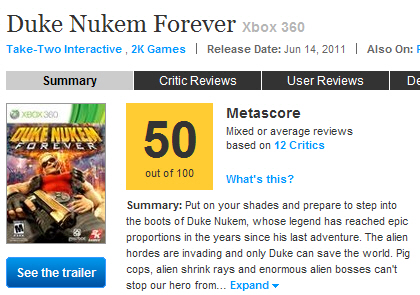 Duke Nukem Forever Xbox 360
Take-Two Interactive , 2K Games | Release Date: Jun 14, 2011 | Also On:
Summary Critic Reviews User Reviews De
XBOX 360
DUKE NUKEM
FOREVER
M
2K
See the trailer
50
out of 100
Metascore
Mixed or average reviews
based on 12 Critics
What's this?
Summary: Put on your shades and prepare to step into
the boots of Duke Nukem, whose legend has reached epic
proportions in the years since his last adventure. The alien
hordes are invading and only Duke can save the world. Pig
cops, alien shrink rays and enormous alien bosses can't
stop our hero from... Expand